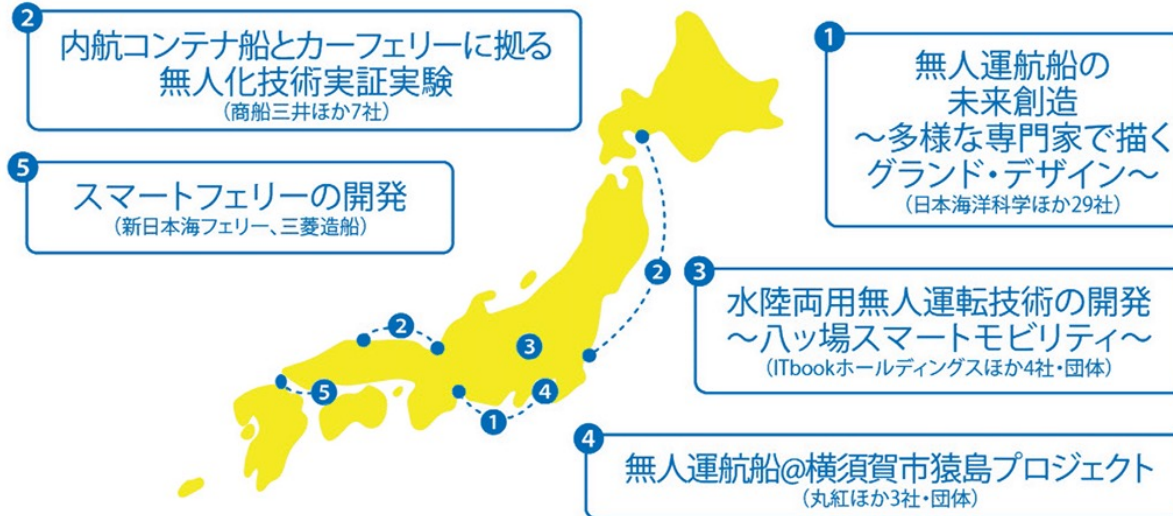 2
内航コンテナ船とカーフェリーに拠る
無人化技術実証実験
（商船三井ほか7社）
1
無人運航船の
未来創造
～多様な専門家で描く
グランド・デザイン～
（日本海洋科学ほか29社）
5
スマートフェリーの開発
（新日本海フェリー、三菱造船）
3
水陸両用無人運転技術の開発
～八ッ場スマートモビリティ～
（ITbookホールディングスほか4社・団体）
4
無人運航船@横須賀市猿島プロジェクト
（丸紅ほか3社・団体）
2
2
3
5
4
1